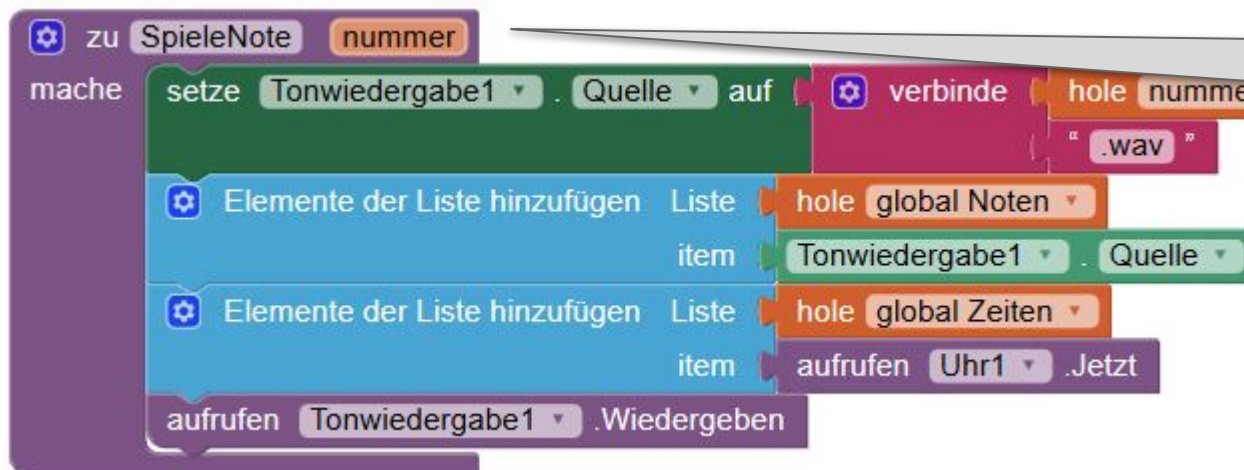 zu SpieleNote nummer
mache setze Tonwiedergabe1 . Quelle auf verbinde hole numme
“ .wav ”
Elemente der Liste hinzufügen Liste hole global Noten
item Tonwiedergabe1 . Quelle
Elemente der Liste hinzufügen Liste hole global Zeiten
item aufrufen Uhr1 .Jetzt
aufrufen Tonwiedergabe1 .Wiedergeben